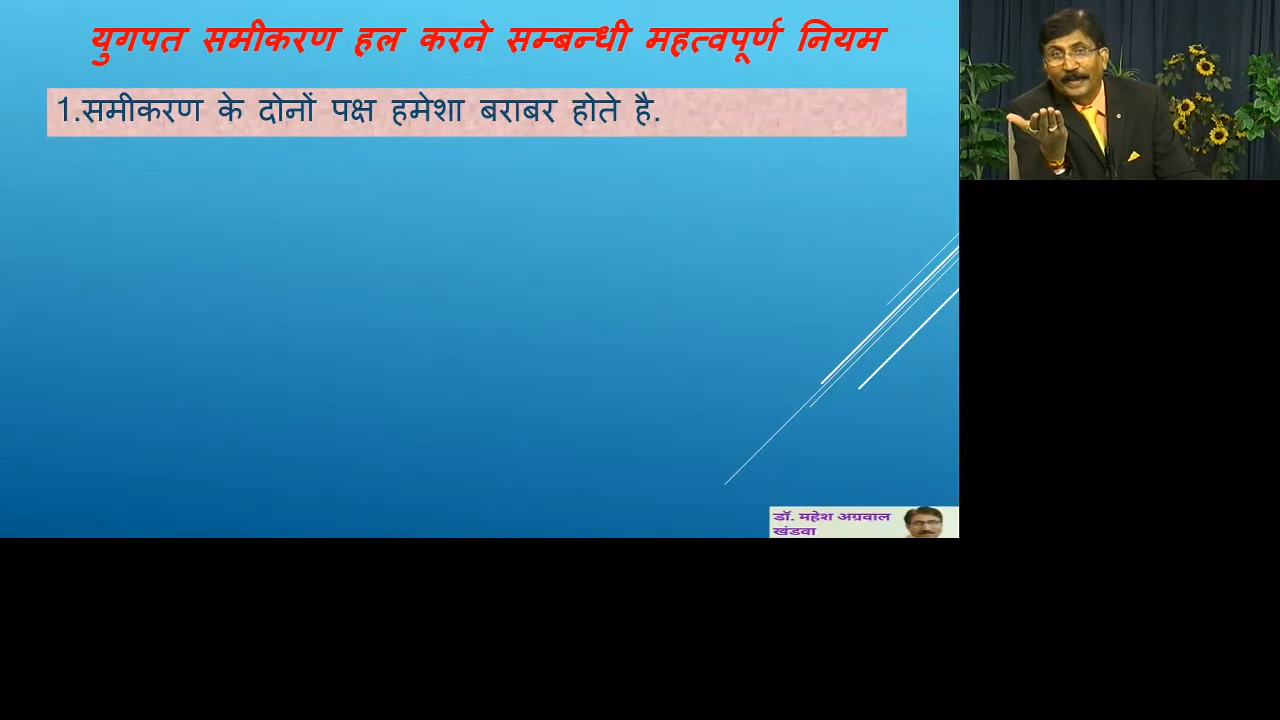 युगपत समीकरण हल करने सम्बन्धी महत्वपूर्ण नियम
1.समीकरण के दोनों पक्ष हमेशा बराबर होते है.
डॉ. महेश अग्रवाल
खंडवा